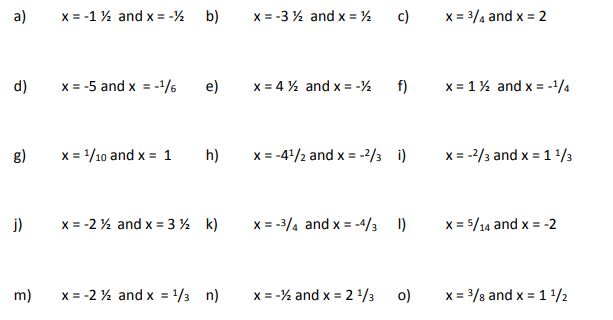 a) x = -1 ½ and x = -½ b) x = -3 ½ and x = ½ c) x = ³/₄ and x = 2
d) x = -5 and x = -¹/₆ e) x = 4 ½ and x = -½ f) x = 1 ½ and x = -¹/₄
g) x = ¹/₁₀ and x = 1 h) x = -4¹/₂ and x = -²/₃ i) x = -²/₃ and x = 1 ¹/₃
j) x = -2 ½ and x = 3 ½ k) x = -³/₄ and x = -⁴/₃ l) x = ⁵/₁₄ and x = -2
m) x = -2 ½ and x = ¹/₃ n) x = -½ and x = 2 ¹/₃ o) x = ³/₈ and x = 1 ¹/₂